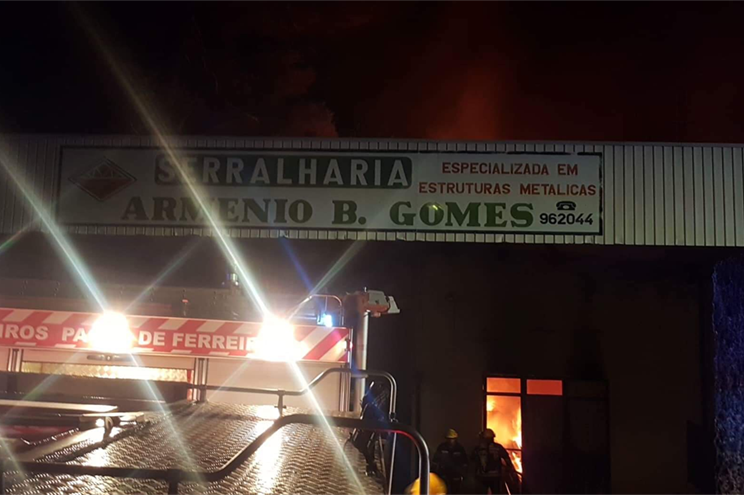 SERRALHARIA
ESPECIALIZADA EM
ESTRUTURAS METALICAS
ARMENIO B. GOMES
962044
DE FERREI